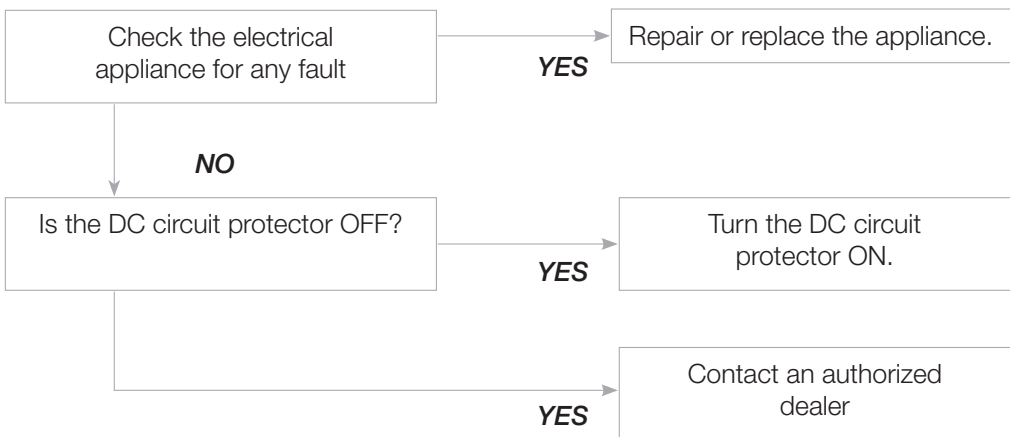 Check the electrical
appliance for any fault
Repair or replace the appliance.
YES
NO
Is the DC circuit protector OFF?
Turn the DC circuit
protector ON.
YES
Contact an authorized
dealer
YES